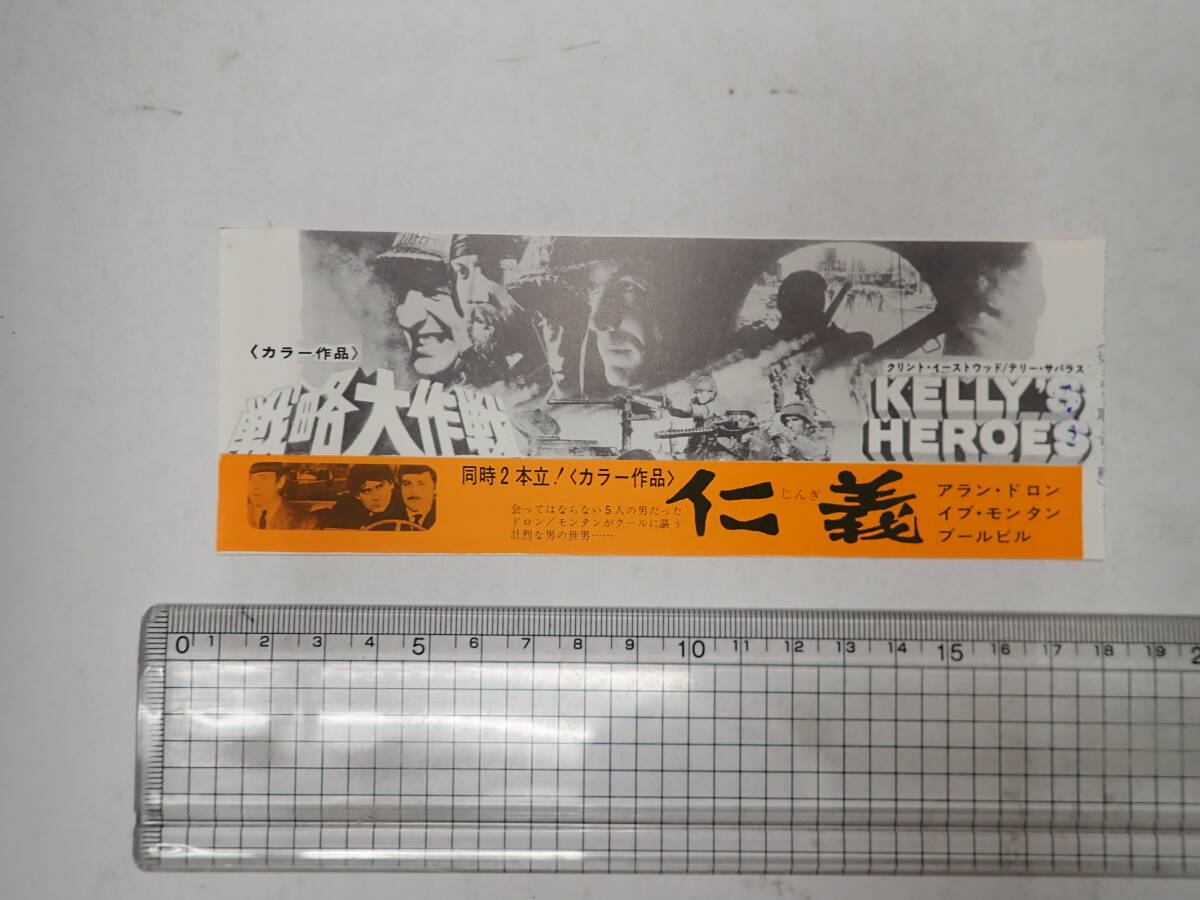 〈カラー作品〉
戦略大作戦
クリント・イーストウッド/テリー・サバラス
KELLY'S
HEROES
同時2本立!〈カラー作品〉
会ってはならない5人の男だった
ドロン/モンタンがクールに謳う
壮烈な男の世男……
じんぎ
仁義
アラン・ドロン
イブ・モンタン
ブールビル
0 1 2 3 4 5 6 7 8 9 10 11 12 13 14 15 16 17 18 19